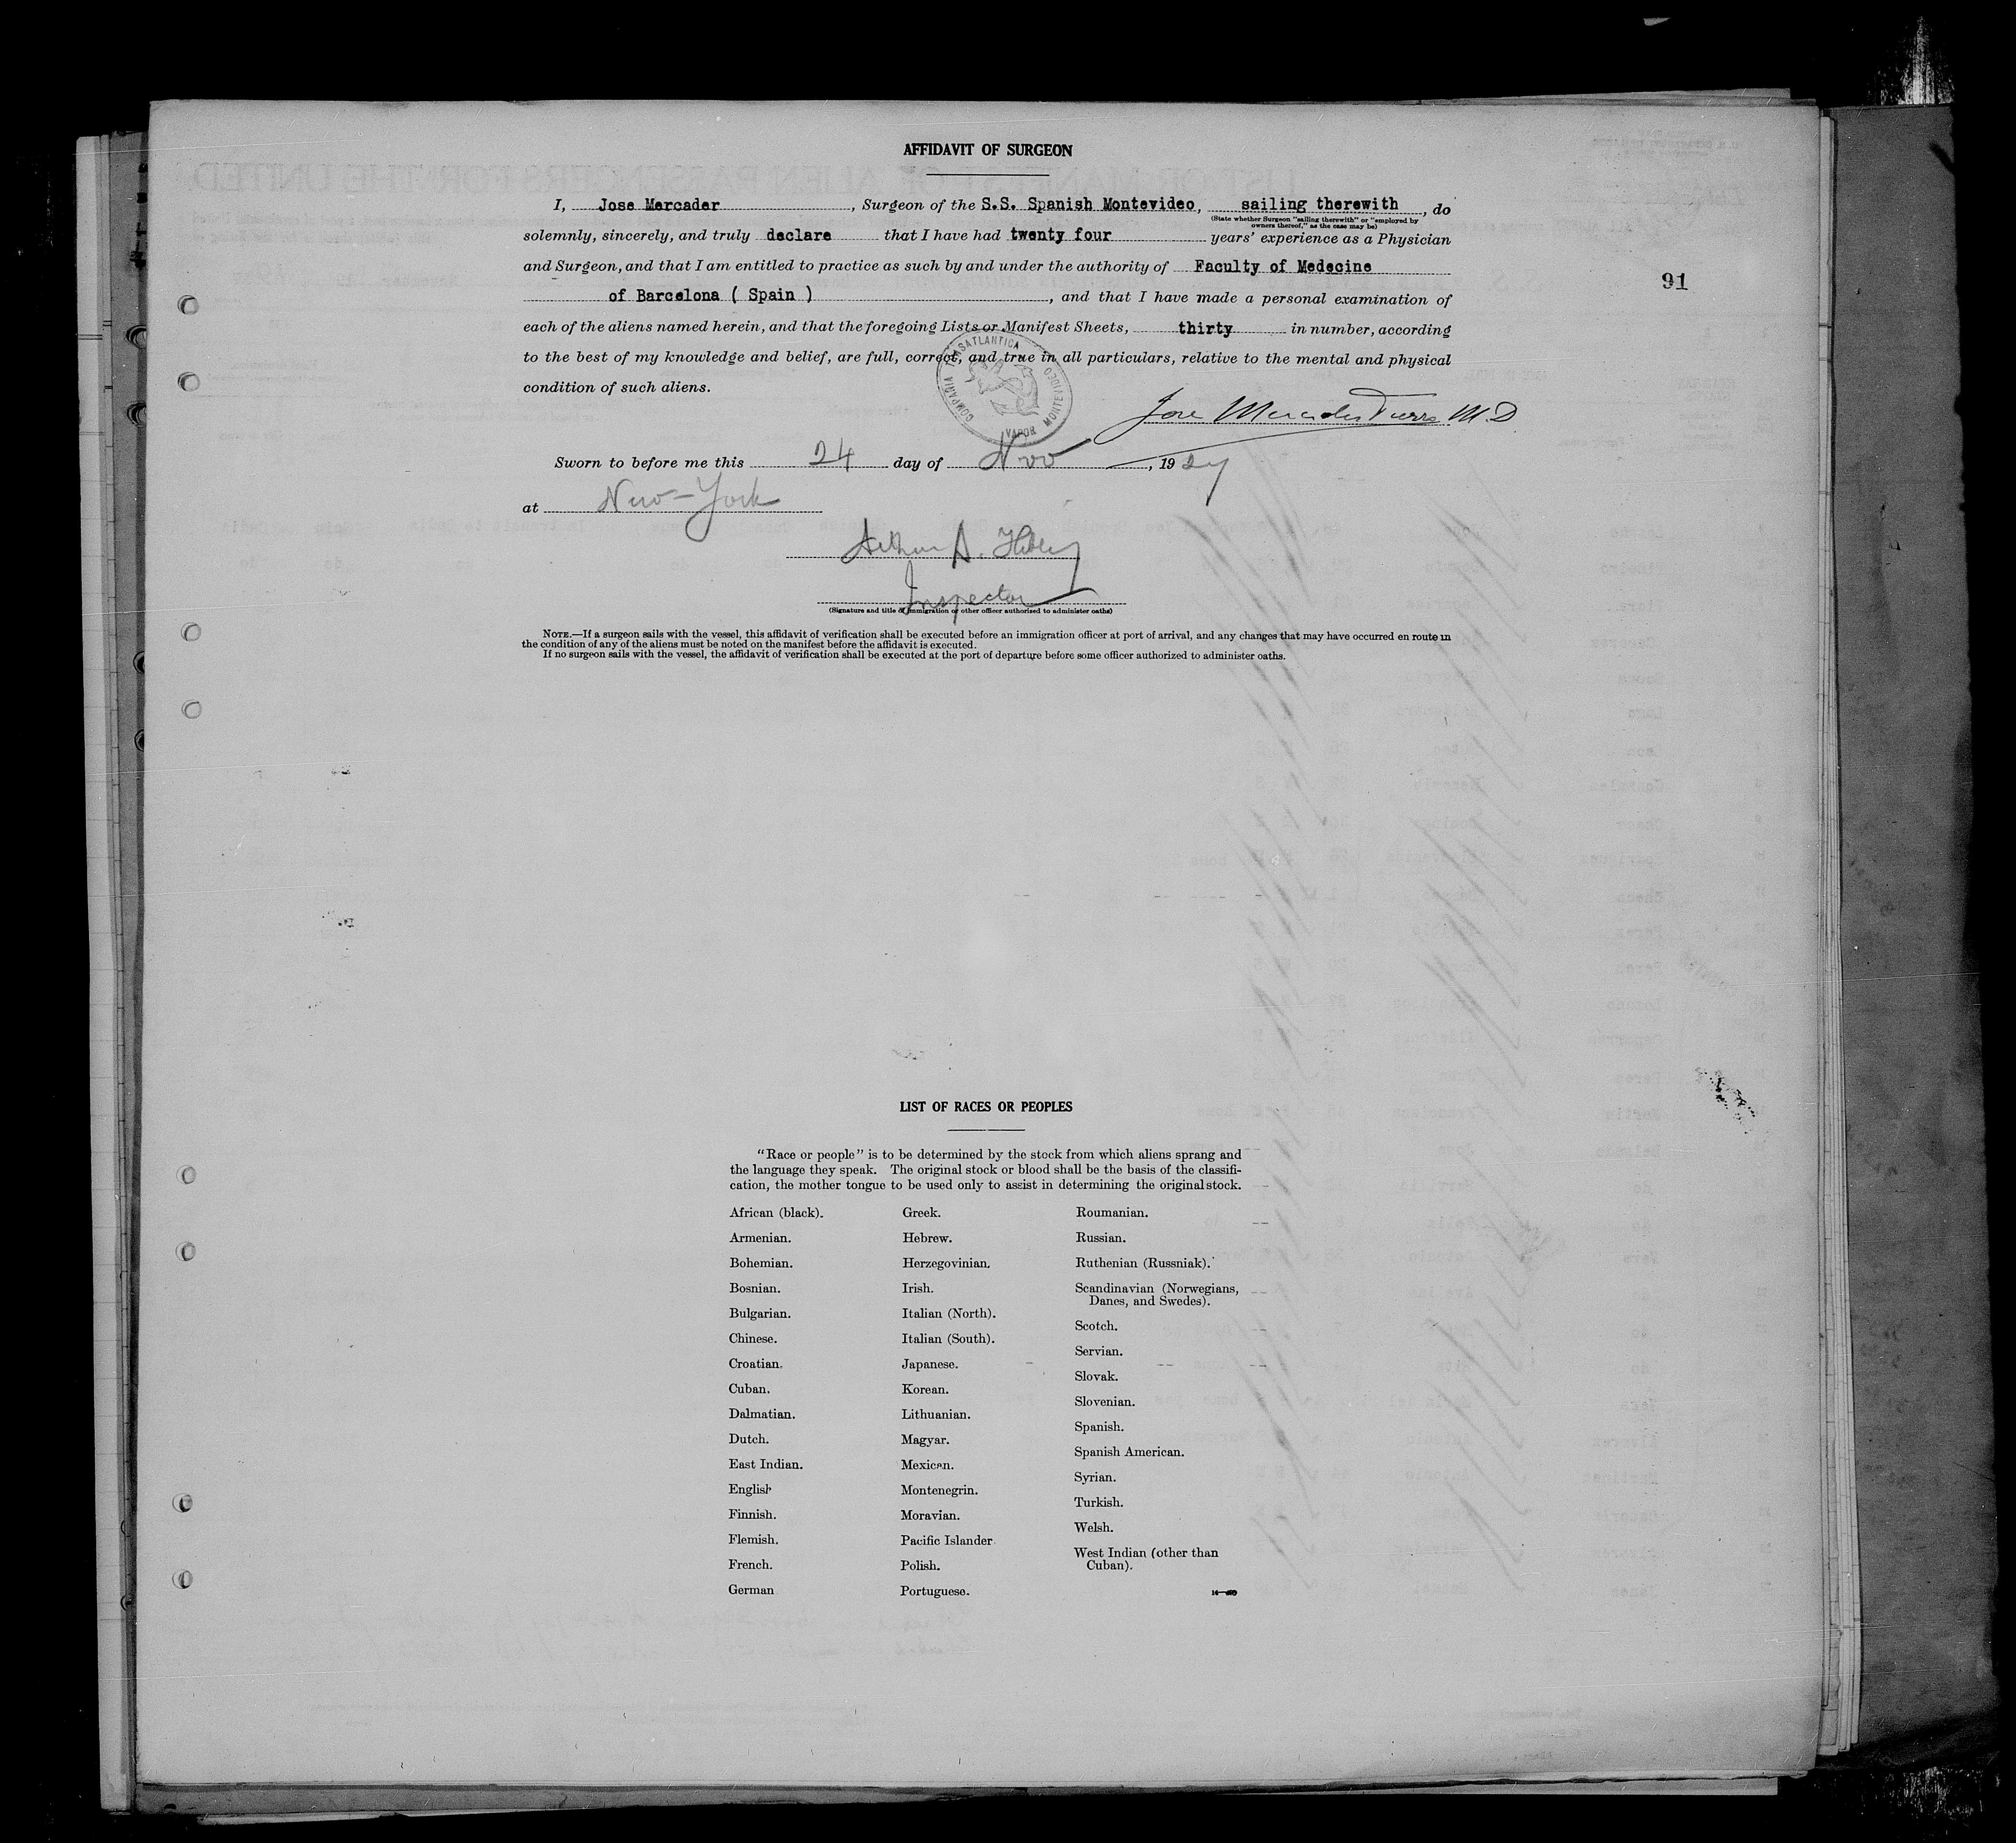 AFFIDAVIT OF SURGEON
I, Jose Mercader, Surgeon of the S.S. Spanish Montevideo, sailing therewith, do
(State whether Surgeon "sailing therewith" or "employed by
owners thereof," as the case may be)
solemnly, sincerely, and truly declare that I have had twenty four years' experience as a Physician
and Surgeon, and that I am entitled to practice as such by and under the authority of Faculty of Medecine
of Barcelona ( Spain ), and that I have made a personal examination of
91
each of the aliens named herein, and that the foregoing Lists or Manifest Sheets, thirty in number, according
to the best of my knowledge and belief, are full, correct, and true in all particulars, relative to the mental and physical
condition of such aliens.
COMPAÑIA TRASATLANTICA
VAPOR MONTEVIDEO
Jose Mercader M.D
Sworn to before me this 24 day of Nov, 1927
at New-York
Arthur A.
Inspector
(Signature and title of immigration or other officer authorized to administer oaths)
NOTE.—If a surgeon sails with the vessel, this affidavit of verification shall be executed before an immigration officer at port of arrival, and any changes that may have occurred en route in
the condition of any of the aliens must be noted on the manifest before the affidavit is executed.
If no surgeon sails with the vessel, the affidavit of verification shall be executed at the port of departure before some officer authorized to administer oaths.
LIST OF RACES OR PEOPLES
"Race or people" is to be determined by the stock from which aliens sprang and
the language they speak. The original stock or blood shall be the basis of the classifi-
cation, the mother tongue to be used only to assist in determining the original stock.
African (black).
Armenian.
Bohemian.
Bosnian.
Bulgarian.
Chinese.
Croatian.
Cuban.
Dalmatian.
Dutch.
East Indian.
English
Finnish.
Flemish.
French.
German
Greek.
Hebrew.
Herzegovinian.
Irish.
Italian (North).
Italian (South).
Japanese.
Korean.
Lithuanian.
Magyar.
Mexican.
Montenegrin.
Moravian.
Pacific Islander
Polish.
Portuguese.
Roumanian.
Russian.
Ruthenian (Russniak).
Scandinavian (Norwegians,
Danes, and Swedes).
Scotch.
Servian.
Slovak.
Slovenian.
Spanish.
Spanish American.
Syrian.
Turkish.
Welsh.
West Indian (other than
Cuban).